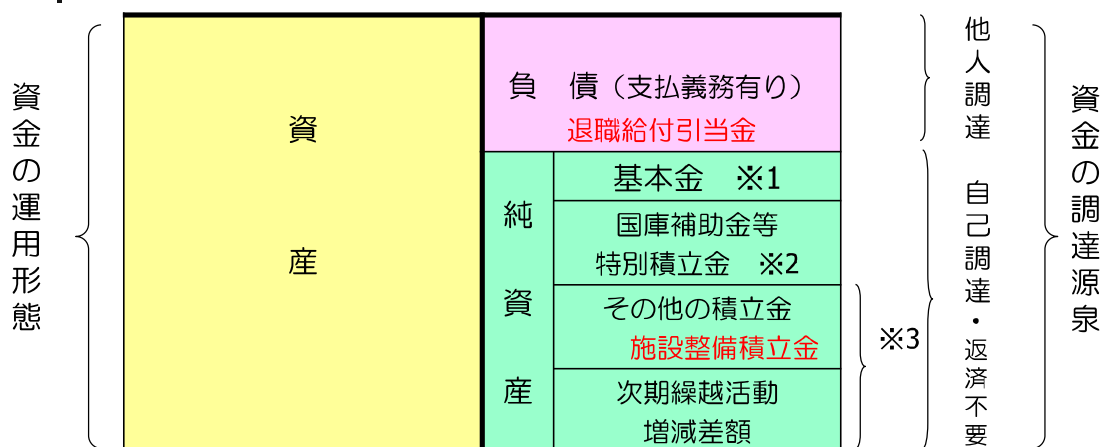 資金の運用形態
資
産
負 債（支払義務有り）
退職給付引当金
純
資
産
基本金 ※1
国庫補助金等
特別積立金 ※2
その他の積立金
施設整備積立金
次期繰越活動
増減差額
※3
他人調達
自己調達・返済不要
資金の調達源泉